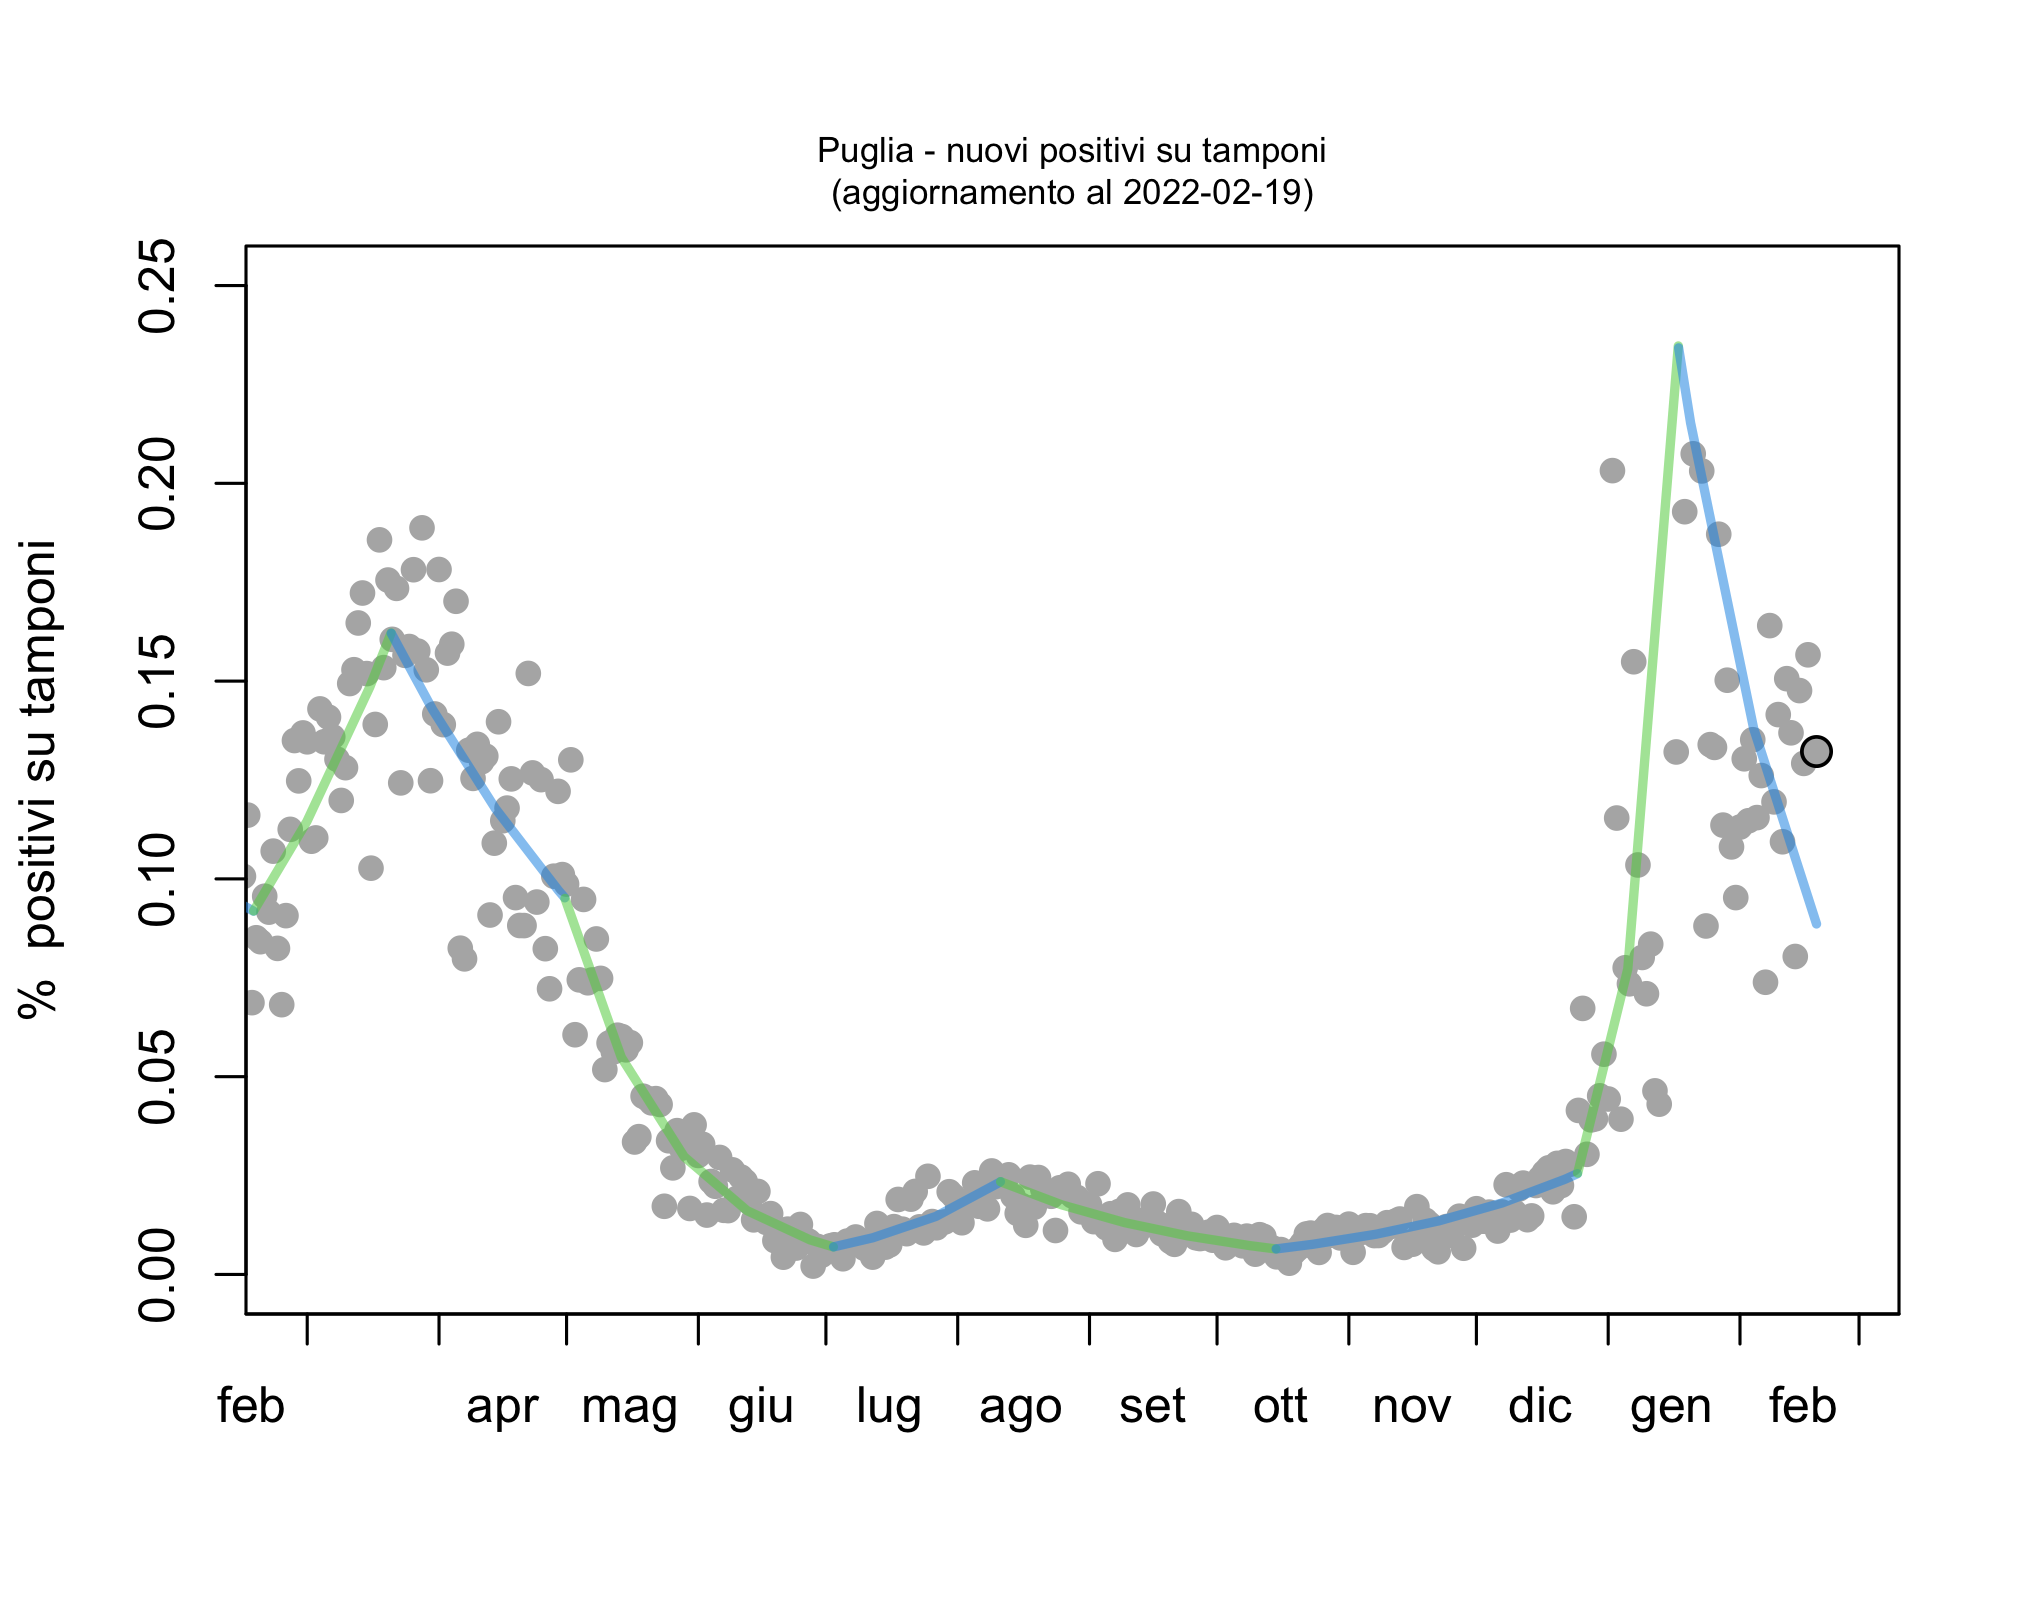 Puglia - nuovi positivi su tamponi
(aggiornamento al 2022-02-19)
% positivi su tamponi
0.25
0.20
0.15
0.10
0.05
0.00
feb apr mag giu lug ago set ott nov dic gen feb